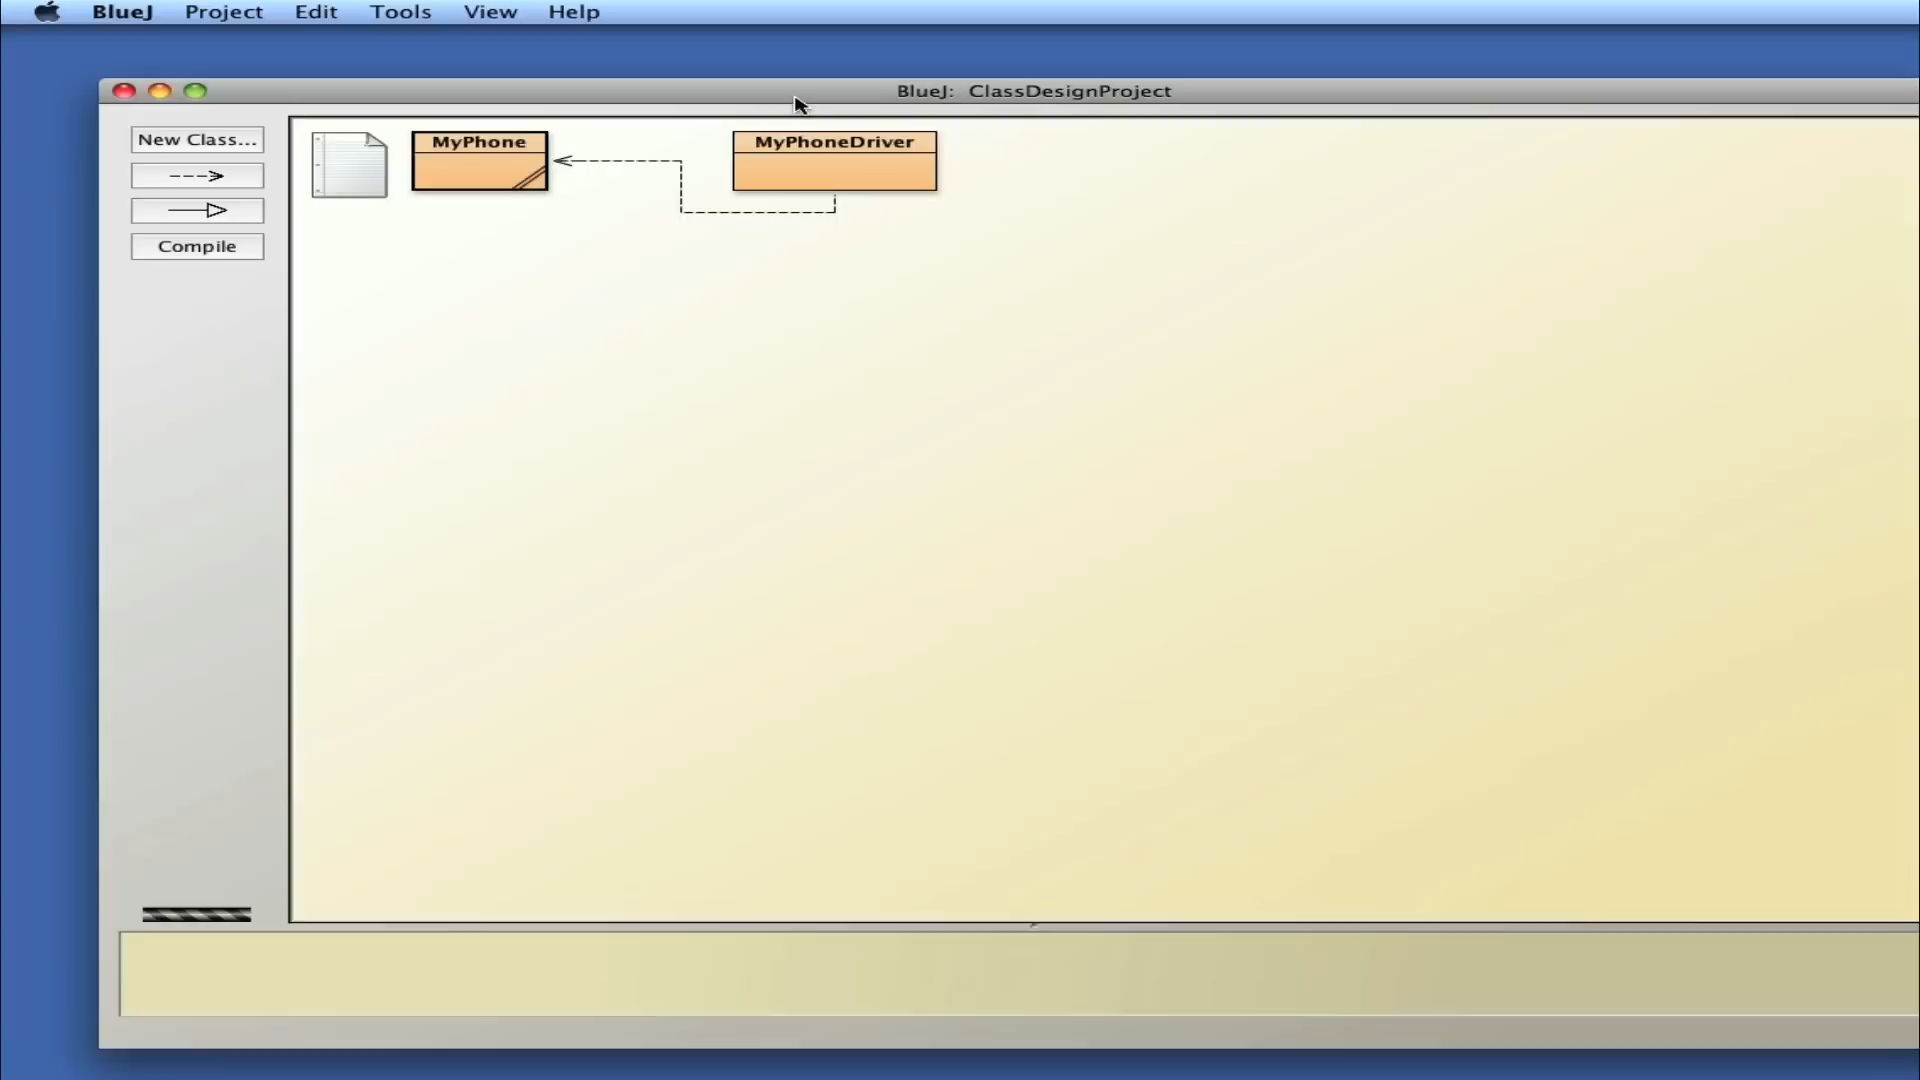 BlueJ Project Edit Tools View Help
BlueJ: ClassDesignProject
New Class...
MyPhone
MyPhoneDriver
Compile